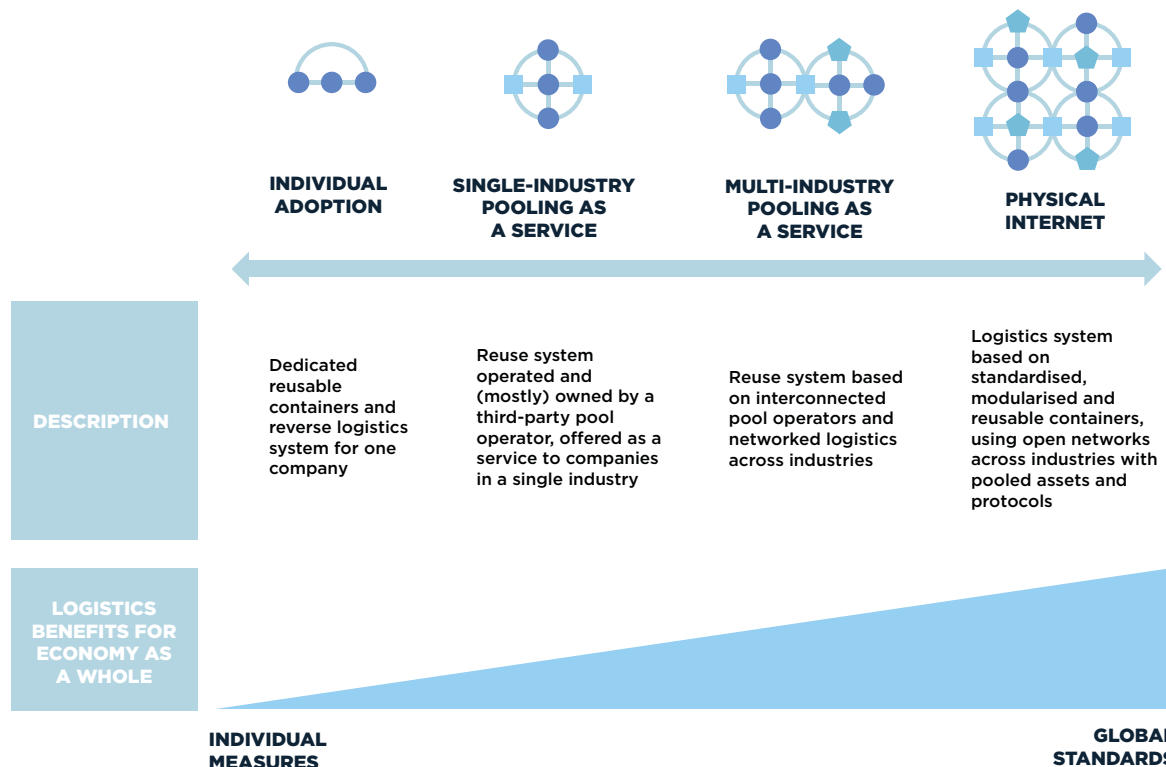 INDIVIDUAL
ADOPTION
SINGLE-INDUSTRY
POOLING AS
A SERVICE
MULTI-INDUSTRY
POOLING AS
A SERVICE
PHYSICAL
INTERNET
DESCRIPTION
Dedicated
reusable
containers and
reverse logistics
system for one
company
Reuse system
operated and
(mostly) owned by a
third-party pool
operator, offered as a
service to companies
in a single industry
Reuse system based
on interconnected
pool operators and
networked logistics
across industries
Logistics system
based on
standardised,
modularised and
reusable containers,
using open networks
across industries with
pooled assets and
protocols
LOGISTICS
BENEFITS FOR
ECONOMY AS
A WHOLE
INDIVIDUAL
MEASURES
GLOBAL
STANDARDS